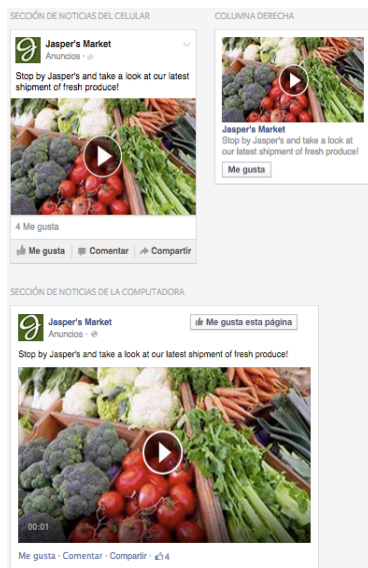 SECCIÓN DE NOTICIAS DEL CELULAR
Jasper's Market
Anuncios ·
Stop by Jasper's and take a look at our latest
shipment of fresh produce!
4 Me gusta
Me gusta
Comentar
Compartir
COLUMNA DERECHA
Jasper's Market
Stop by Jasper's and take a look at
our latest shipment of fresh produce!
Me gusta
SECCIÓN DE NOTICIAS DE LA COMPUTADORA
Jasper's Market
Anuncios ·
Me gusta esta página
Stop by Jasper's and take a look at our latest shipment of fresh produce!
00:01
Me gusta · Comentar · Compartir · 4